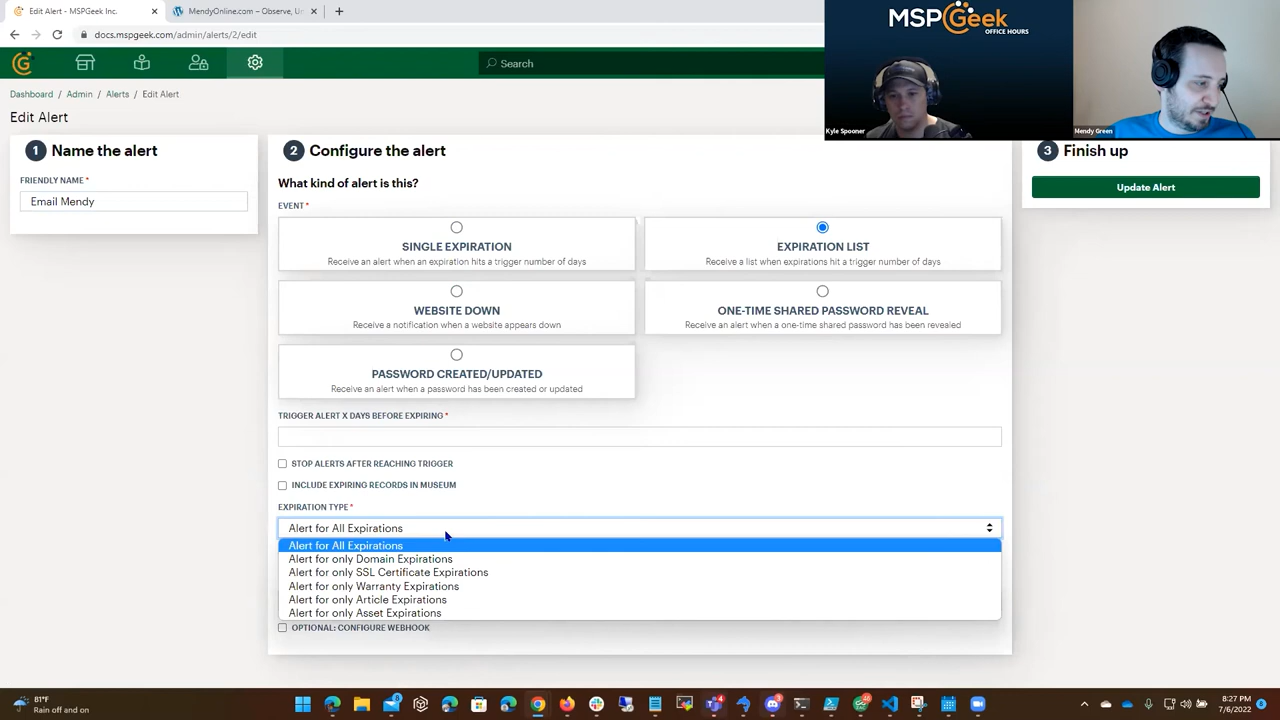 Edit Alert - MSPGeek Inc.
MendyOnline.com – Observe, Un
docs.mspgeek.com/admin/alerts/2/edit
Search
MSPGeek
OFFICE HOURS
Kyle Spooner
Mendy Green
Dashboard / Admin / Alerts / Edit Alert
Edit Alert
1 Name the alert
FRIENDLY NAME *
Email Mendy
2 Configure the alert
What kind of alert is this?
EVENT *
SINGLE EXPIRATION
Receive an alert when an expiration hits a trigger number of days
EXPIRATION LIST
Receive a list when expirations hit a trigger number of days
WEBSITE DOWN
Receive a notification when a website appears down
ONE-TIME SHARED PASSWORD REVEAL
Receive an alert when a one-time shared password has been revealed
PASSWORD CREATED/UPDATED
Receive an alert when a password has been created or updated
TRIGGER ALERT X DAYS BEFORE EXPIRING *
STOP ALERTS AFTER REACHING TRIGGER
INCLUDE EXPIRING RECORDS IN MUSEUM
EXPIRATION TYPE *
Alert for All Expirations
Alert for All Expirations
Alert for only Domain Expirations
Alert for only SSL Certificate Expirations
Alert for only Warranty Expirations
Alert for only Article Expirations
Alert for only Asset Expirations
OPTIONAL: CONFIGURE WEBHOOK
3 Finish up
Update Alert
81°F
Rain off and on
8:27 PM
7/6/2022